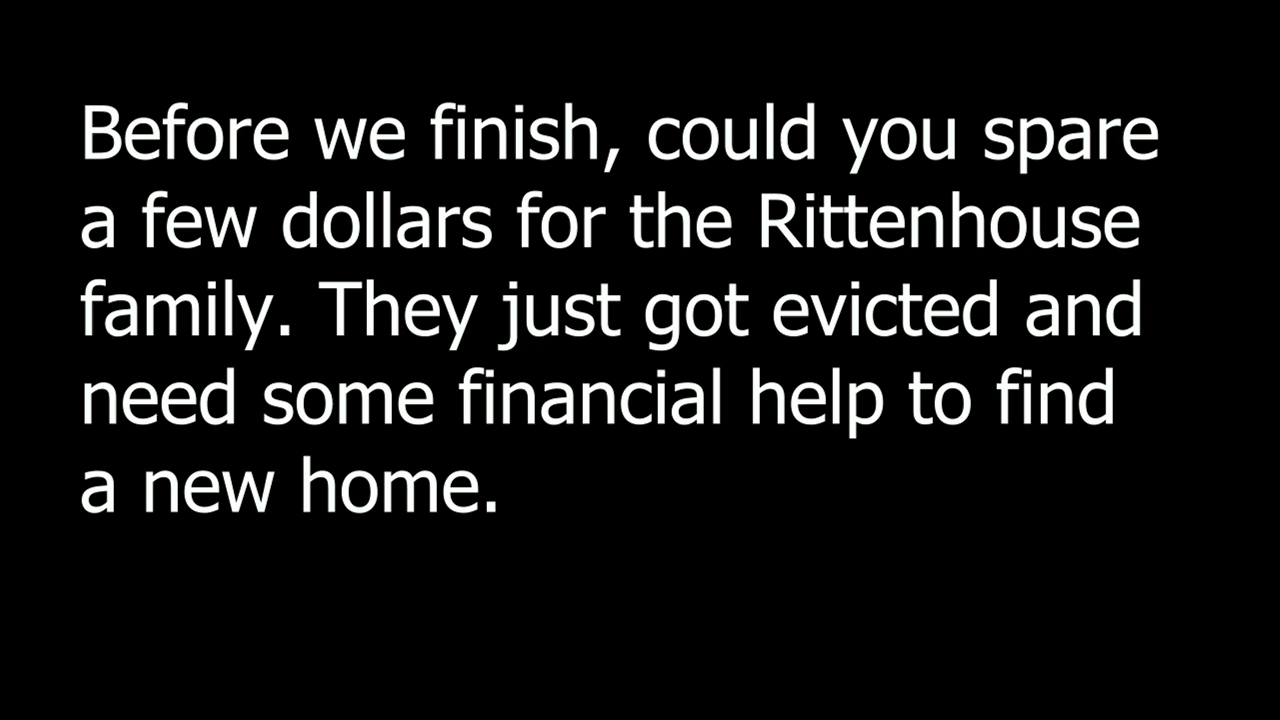 Before we finish, could you spare
a few dollars for the Rittenhouse
family. They just got evicted and
need some financial help to find
a new home.